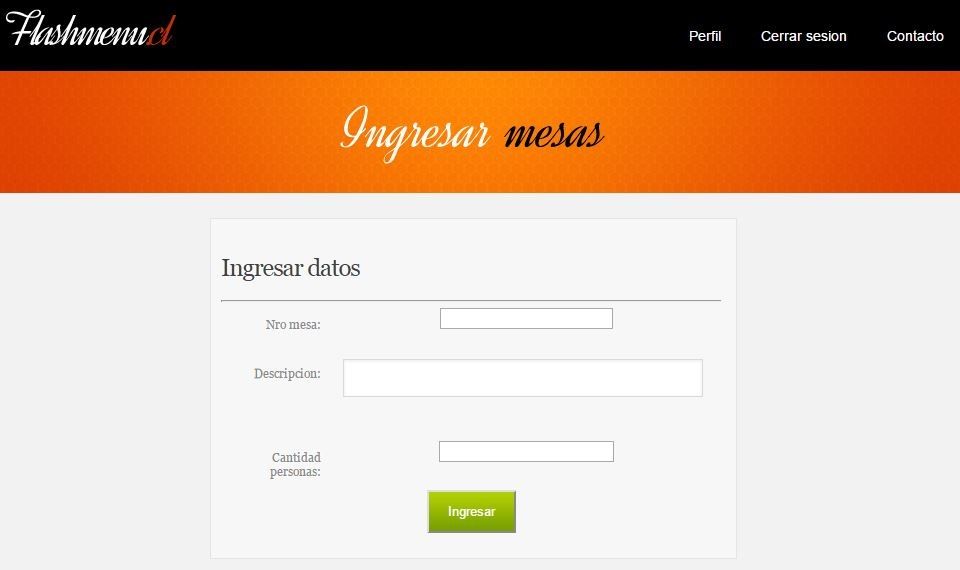 Flashmenu.cl
Perfil Cerrar sesion Contacto
Ingresar mesas
Ingresar datos
Nro mesa:
Descripcion:
Cantidad
personas:
Ingresar